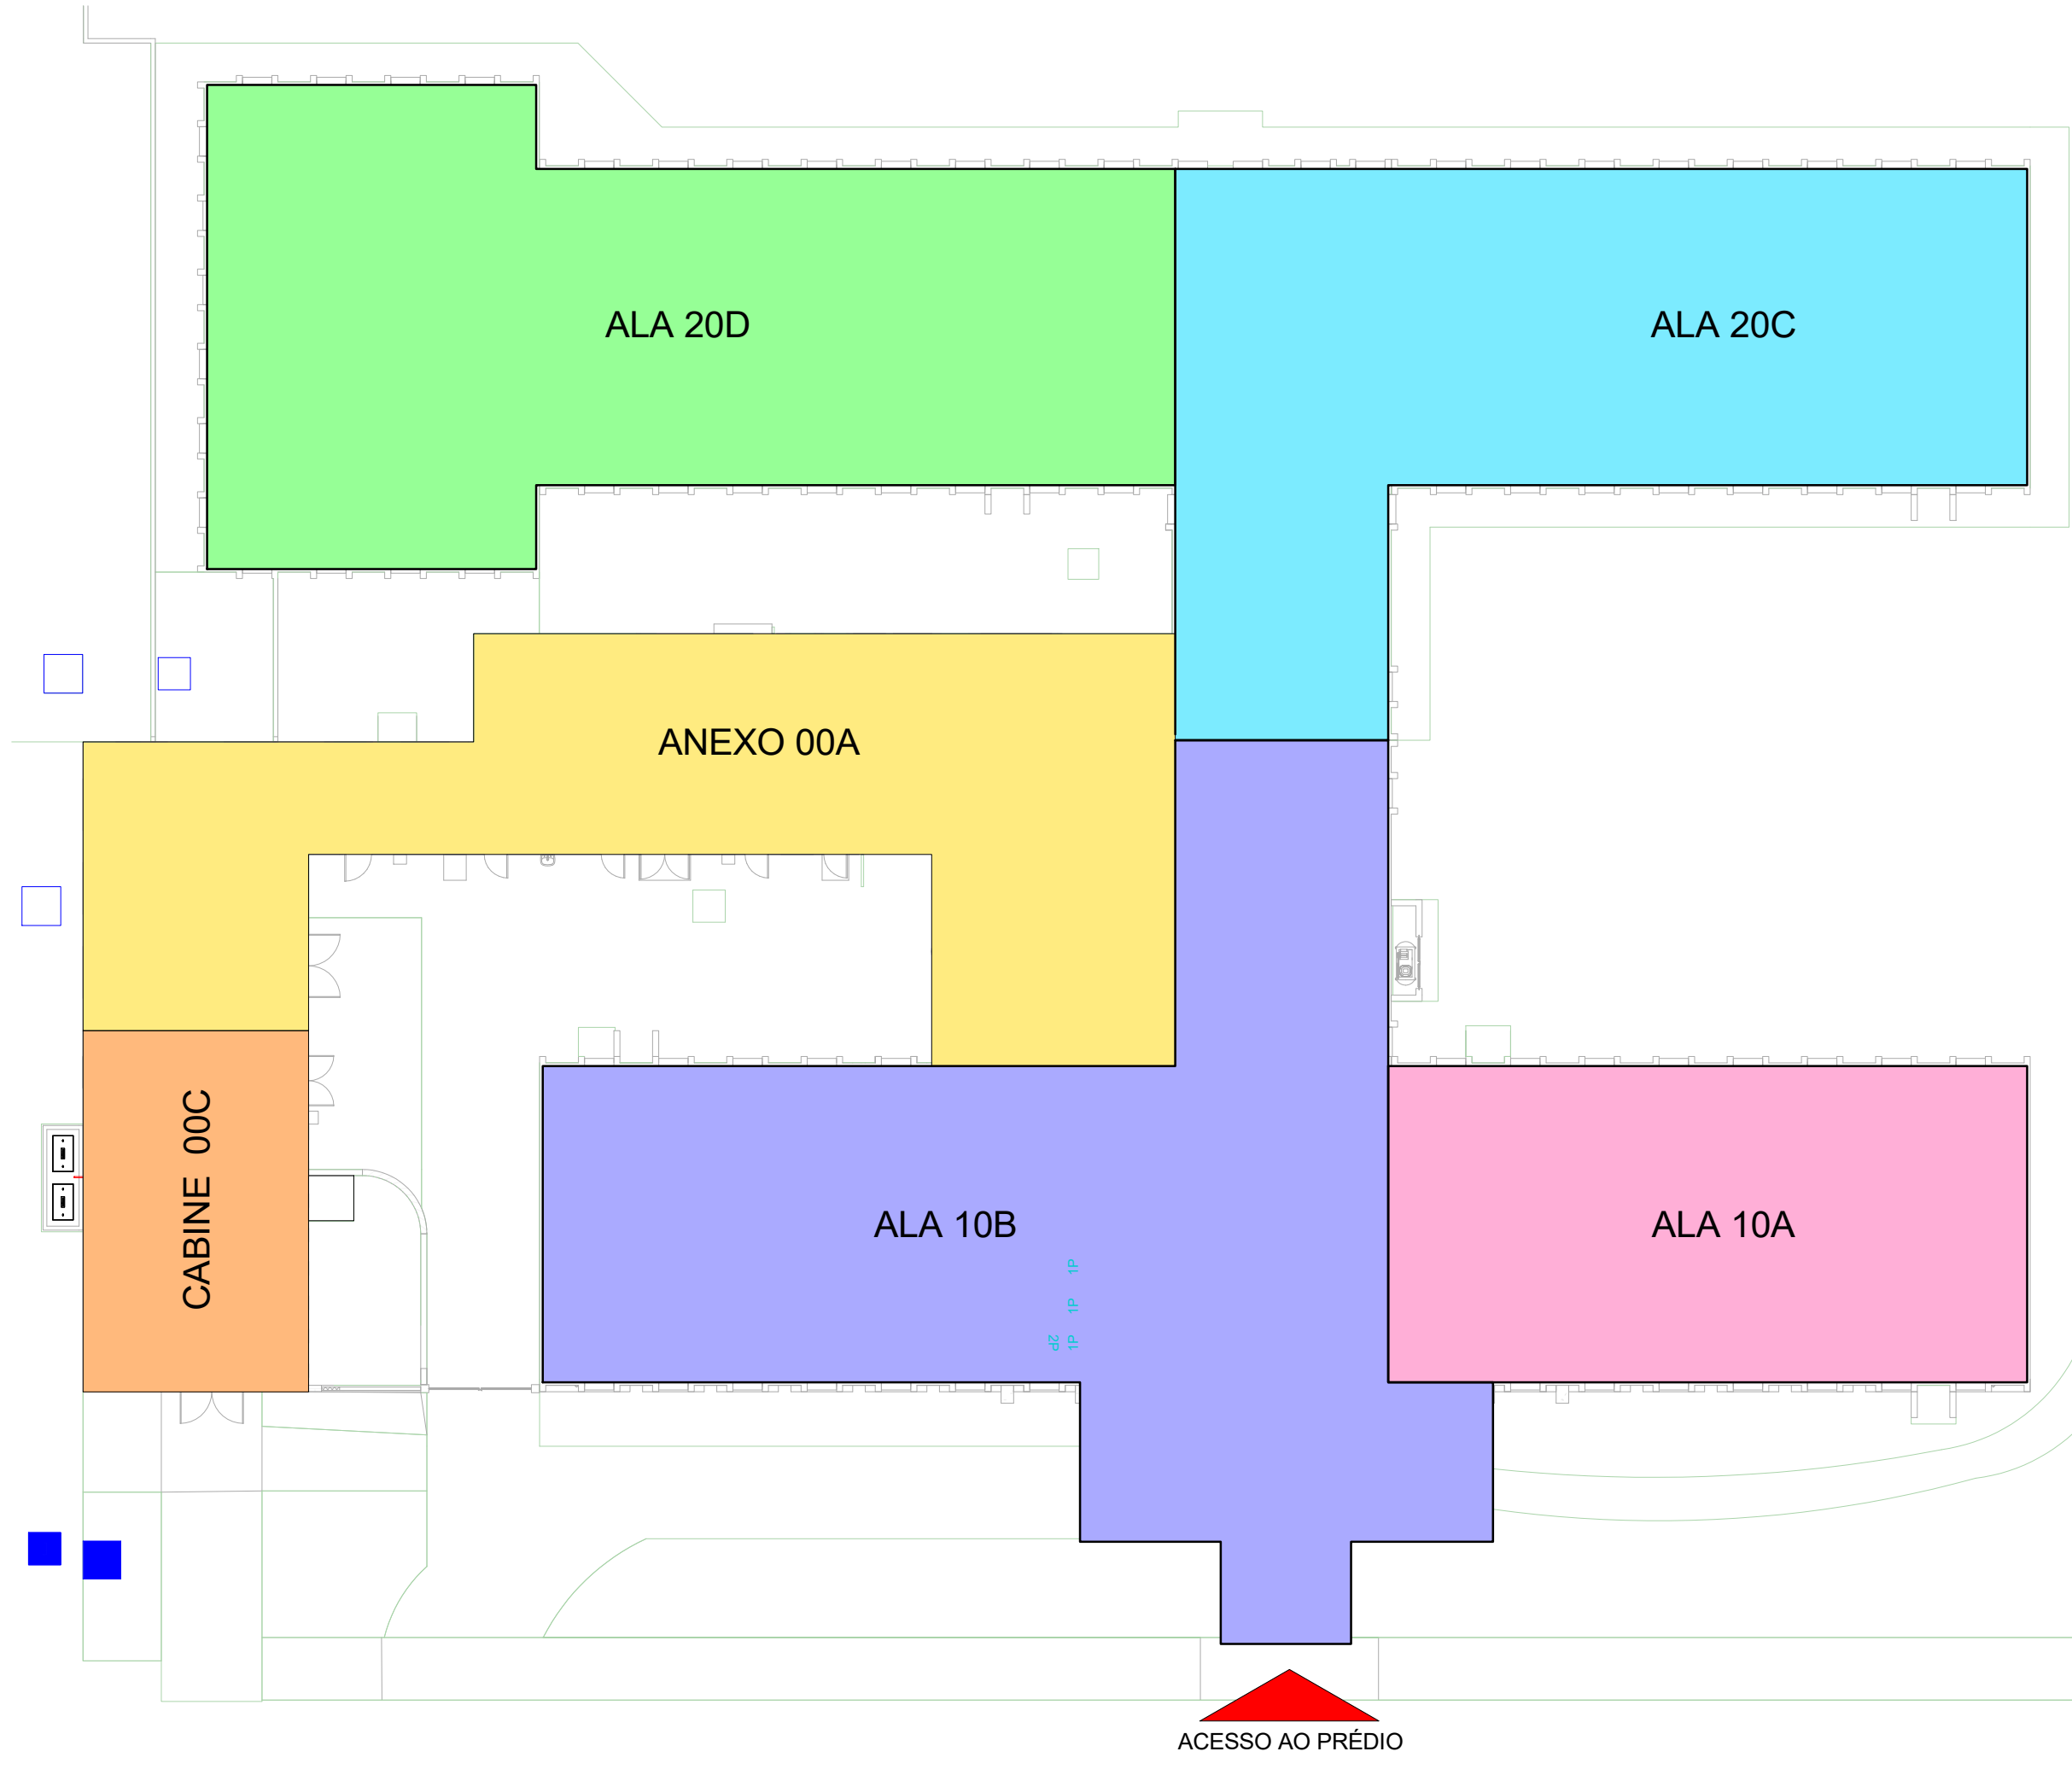 ALA 20D
ALA 20C
ANEXO 00A
CABINE 00C
ALA 10B
ALA 10A
1P
1P
1P
2P
ACESSO AO PRÉDIO